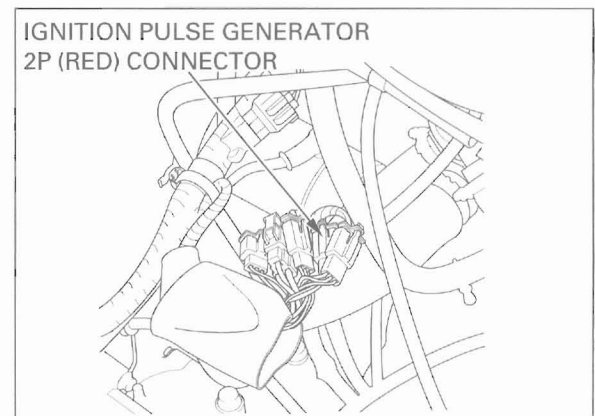 IGNITION PULSE GENERATOR
2P (RED) CONNECTOR